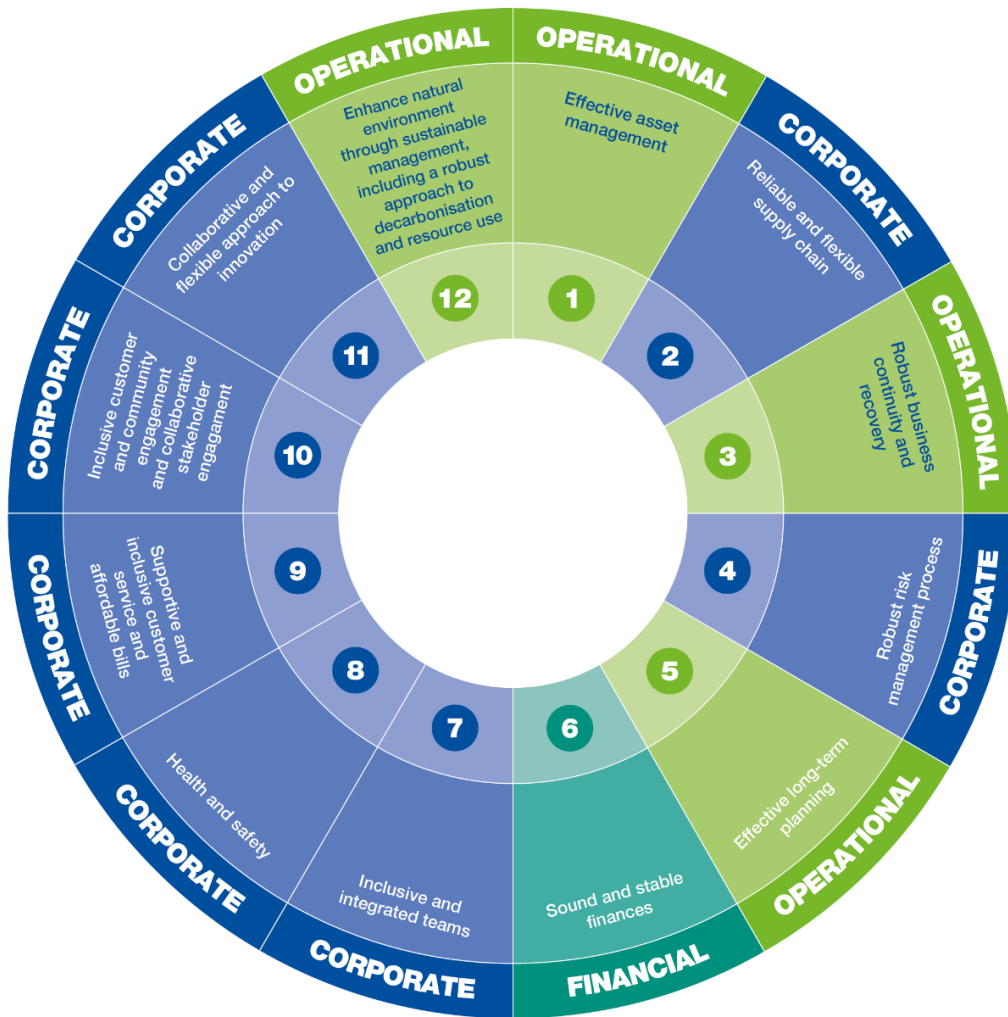 OPERATIONAL
Effective asset
management
1
CORPORATE
Reliable and flexible
supply chain
2
OPERATIONAL
Robust business
continuity and
recovery
3
CORPORATE
Robust risk
management process
4
OPERATIONAL
Effective long-term
planning
5
FINANCIAL
Sound and stable
finances
6
CORPORATE
Inclusive and
integrated teams
7
CORPORATE
Health and safety
8
CORPORATE
Supportive and
inclusive customer
service and
affordable bills
9
CORPORATE
Inclusive customer
and community
engagement
and collaborative
stakeholder
engagament
10
CORPORATE
Collaborative and
flexible approach to
innovation
11
OPERATIONAL
Enhance natural
environment
through sustainable
management,
including a robust
approach to
decarbonisation
and resource use
12